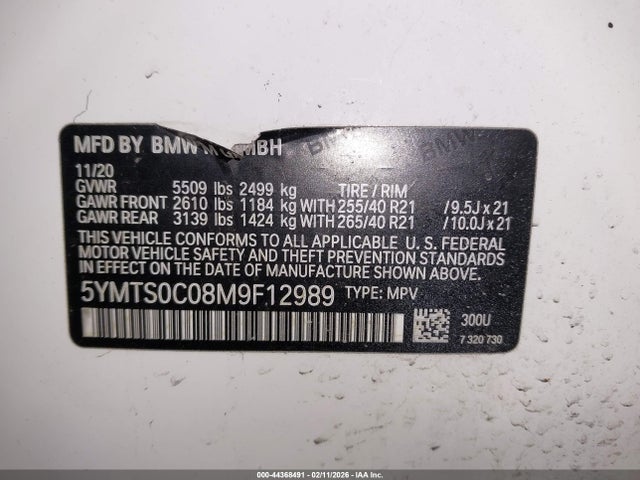 MFD BY BMW M GMBH BMW
11/20
GVWR 5509 lbs 2499 kg TIRE / RIM
GAWR FRONT 2610 lbs 1184 kg WITH 255/40 R21 / 9.5J x 21
GAWR REAR 3139 lbs 1424 kg WITH 265/40 R21 / 10.0J x 21
THIS VEHICLE CONFORMS TO ALL APPLICABLE U. S. FEDERAL
MOTOR VEHICLE SAFETY AND THEFT PREVENTION STANDARDS
IN EFFECT ON THE DATE OF MANUFACTURE SHOWN ABOVE.
5YMTS0C08M9F12989 TYPE: MPV
300U
7 320 730
000-44368491 - 02/11/2026 - IAA Corp.